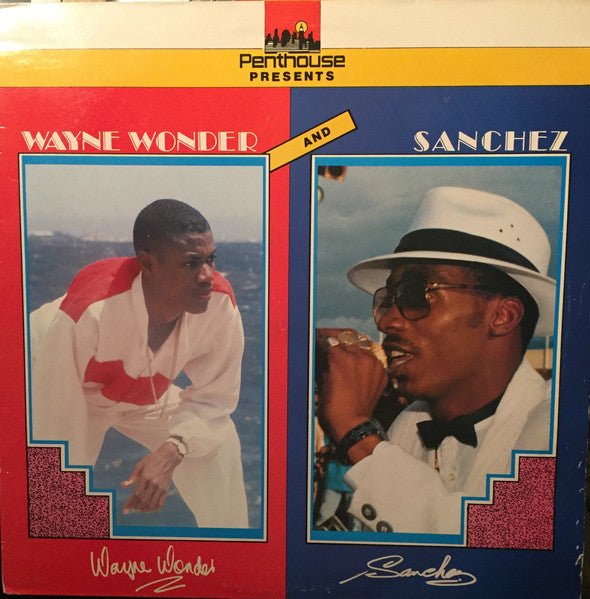 Penthouse
PRESENTS
WAYNE WONDER
AND
SANCHEZ
Wayne Wonder
Sanchez